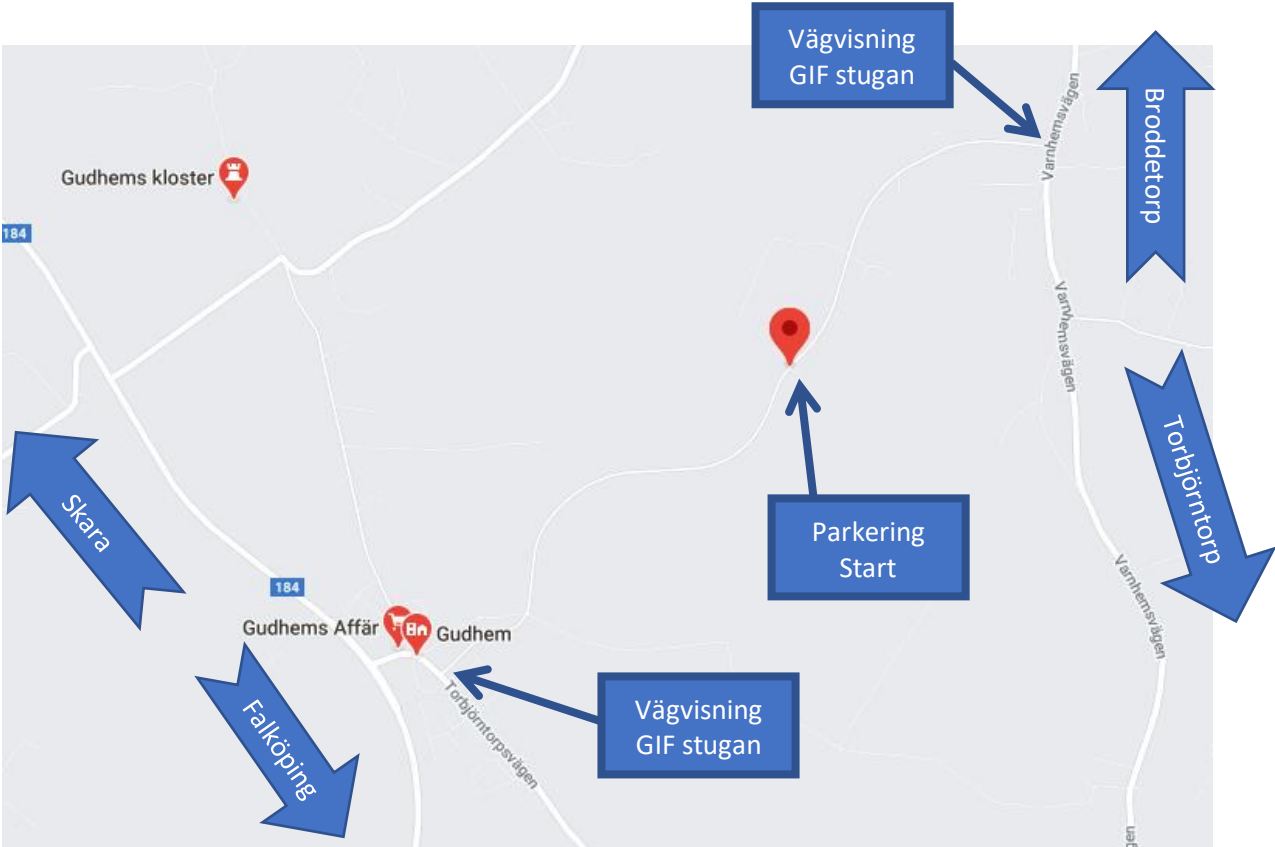 Vägvisning
GIF stugan
Broddetorp
Varnhemsvägen
Gudhems kloster
184
Varnhemsvägen
Torbjörntorp
Skara
Parkering
Start
184
Varnhemsvägen
Gudhems Affär
Gudhem
Torbjörntorpsvägen
Vägvisning
GIF stugan
Falköping
gen